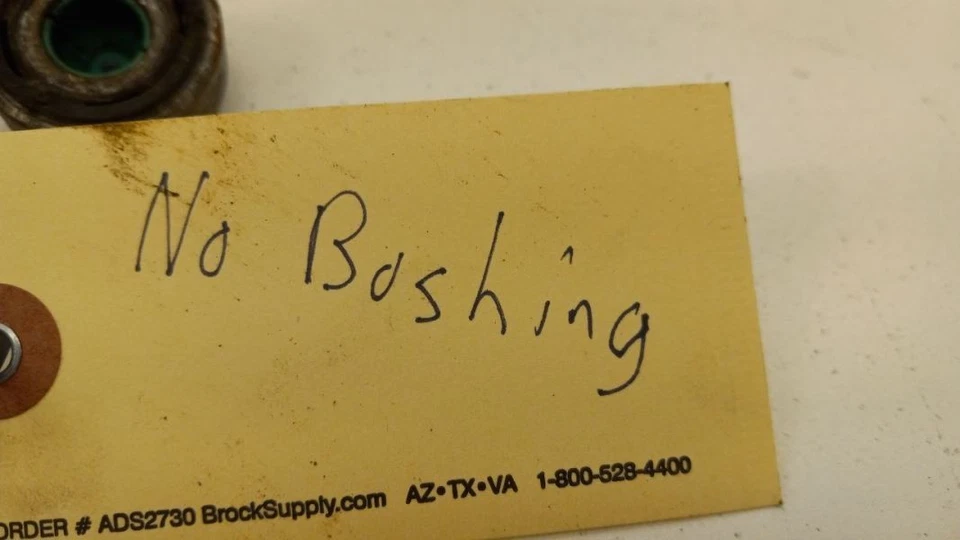 No Boshing
ORDER # ADS2730 BrockSupply.com AZ•TX•VA 1-800-528-4400